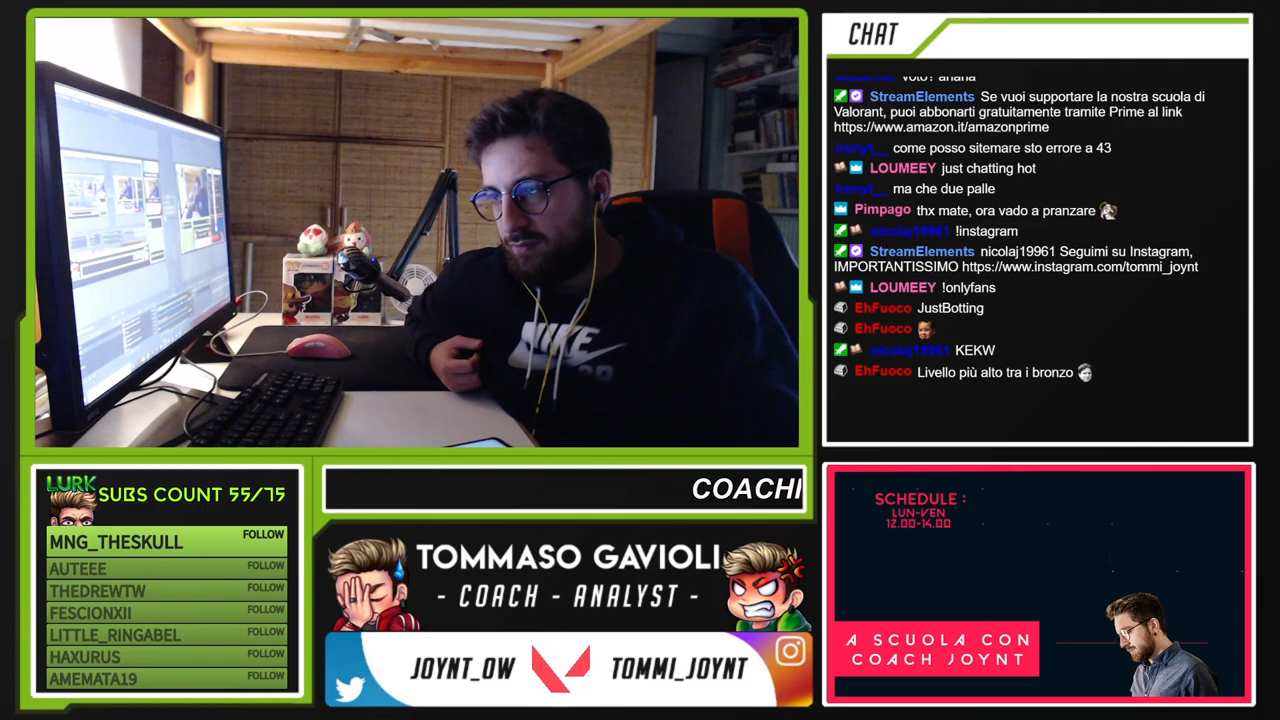 CHAT
StreamElements Se vuoi supportare la nostra scuola di
Valorant, puoi abbonarti gratuitamente tramite Prime al link
https://www.amazon.it/amazonprime
ironyt__ come posso sitemare sto errore a 43
LOUMEEY just chatting hot
ironyt__ ma che due palle
Pimpago thx mate, ora vado a pranzare
nicolaj19961 !instagram
StreamElements nicolaj19961 Seguimi su Instagram,
IMPORTANTISSIMO https://www.instagram.com/tommi_joynt
LOUMEEY !onlyfans
EhFuoco JustBotting
EhFuoco
nicolaj19961 KEKW
EhFuoco Livello più alto tra i bronzo
NIKE
LURK
SUBS COUNT 55/75
MNG_THESKULL FOLLOW
AUTEEE FOLLOW
THEDREWTW FOLLOW
FESCIONXII FOLLOW
LITTLE_RINGABEL FOLLOW
HAXURUS FOLLOW
AMEMATA19 FOLLOW
COACHI
TOMMASO GAVIOLI
- COACH - ANALYST -
JOYNT_OW TOMMI_JOYNT
SCHEDULE :
LUN-VEN
12.00-14.00
A SCUOLA CON
COACH JOYNT